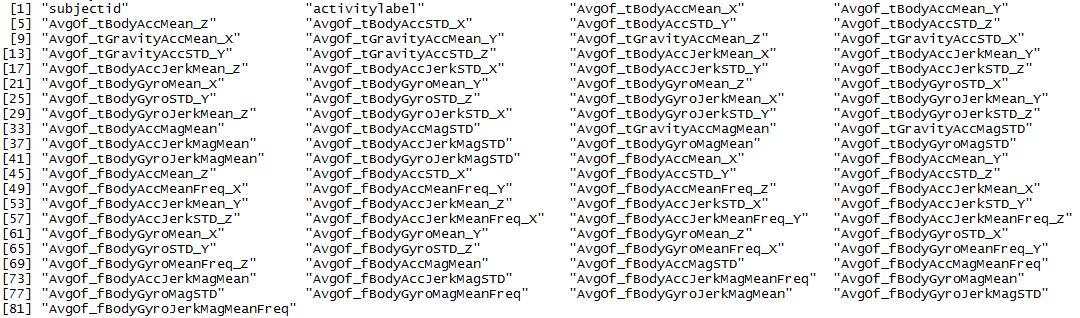 [1] "subjectid" "activitylabel" "AvgOf_tBodyAccMean_X" "AvgOf_tBodyAccMean_Y"
[5] "AvgOf_tBodyAccMean_Z" "AvgOf_tBodyAccSTD_X" "AvgOf_tBodyAccSTD_Y" "AvgOf_tBodyAccSTD_Z"
[9] "AvgOf_tGravityAccMean_X" "AvgOf_tGravityAccMean_Y" "AvgOf_tGravityAccMean_Z" "AvgOf_tGravityAccSTD_X"
[13] "AvgOf_tGravityAccSTD_Y" "AvgOf_tGravityAccSTD_Z" "AvgOf_tBodyAccJerkMean_X" "AvgOf_tBodyAccJerkMean_Y"
[17] "AvgOf_tBodyAccJerkMean_Z" "AvgOf_tBodyAccJerkSTD_X" "AvgOf_tBodyAccJerkSTD_Y" "AvgOf_tBodyAccJerkSTD_Z"
[21] "AvgOf_tBodyGyroMean_X" "AvgOf_tBodyGyroMean_Y" "AvgOf_tBodyGyroMean_Z" "AvgOf_tBodyGyroSTD_X"
[25] "AvgOf_tBodyGyroSTD_Y" "AvgOf_tBodyGyroSTD_Z" "AvgOf_tBodyGyroJerkMean_X" "AvgOf_tBodyGyroJerkMean_Y"
[29] "AvgOf_tBodyGyroJerkMean_Z" "AvgOf_tBodyGyroJerkSTD_X" "AvgOf_tBodyGyroJerkSTD_Y" "AvgOf_tBodyGyroJerkSTD_Z"
[33] "AvgOf_tBodyAccMagMean" "AvgOf_tBodyAccMagSTD" "AvgOf_tGravityAccMagMean" "AvgOf_tGravityAccMagSTD"
[37] "AvgOf_tBodyAccJerkMagMean" "AvgOf_tBodyAccJerkMagSTD" "AvgOf_tBodyGyroMagMean" "AvgOf_tBodyGyroMagSTD"
[41] "AvgOf_tBodyGyroJerkMagMean" "AvgOf_tBodyGyroJerkMagSTD" "AvgOf_fBodyAccMean_X" "AvgOf_fBodyAccMean_Y"
[45] "AvgOf_fBodyAccMean_Z" "AvgOf_fBodyAccSTD_X" "AvgOf_fBodyAccSTD_Y" "AvgOf_fBodyAccSTD_Z"
[49] "AvgOf_fBodyAccMeanFreq_X" "AvgOf_fBodyAccMeanFreq_Y" "AvgOf_fBodyAccMeanFreq_Z" "AvgOf_fBodyAccJerkMean_X"
[53] "AvgOf_fBodyAccJerkMean_Y" "AvgOf_fBodyAccJerkMean_Z" "AvgOf_fBodyAccJerkSTD_X" "AvgOf_fBodyAccJerkSTD_Y"
[57] "AvgOf_fBodyAccJerkSTD_Z" "AvgOf_fBodyAccJerkMeanFreq_X" "AvgOf_fBodyAccJerkMeanFreq_Y" "AvgOf_fBodyAccJerkMeanFreq_Z"
[61] "AvgOf_fBodyGyroMean_X" "AvgOf_fBodyGyroMean_Y" "AvgOf_fBodyGyroMean_Z" "AvgOf_fBodyGyroSTD_X"
[65] "AvgOf_fBodyGyroSTD_Y" "AvgOf_fBodyGyroSTD_Z" "AvgOf_fBodyGyroMeanFreq_X" "AvgOf_fBodyGyroMeanFreq_Y"
[69] "AvgOf_fBodyGyroMeanFreq_Z" "AvgOf_fBodyAccMagMean" "AvgOf_fBodyAccMagSTD" "AvgOf_fBodyAccMagMeanFreq"
[73] "AvgOf_fBodyAccJerkMagMean" "AvgOf_fBodyAccJerkMagSTD" "AvgOf_fBodyAccJerkMagMeanFreq" "AvgOf_fBodyGyroMagMean"
[77] "AvgOf_fBodyGyroMagSTD" "AvgOf_fBodyGyroMagMeanFreq" "AvgOf_fBodyGyroJerkMagMean" "AvgOf_fBodyGyroJerkMagSTD"
[81] "AvgOf_fBodyGyroJerkMagMeanFreq"